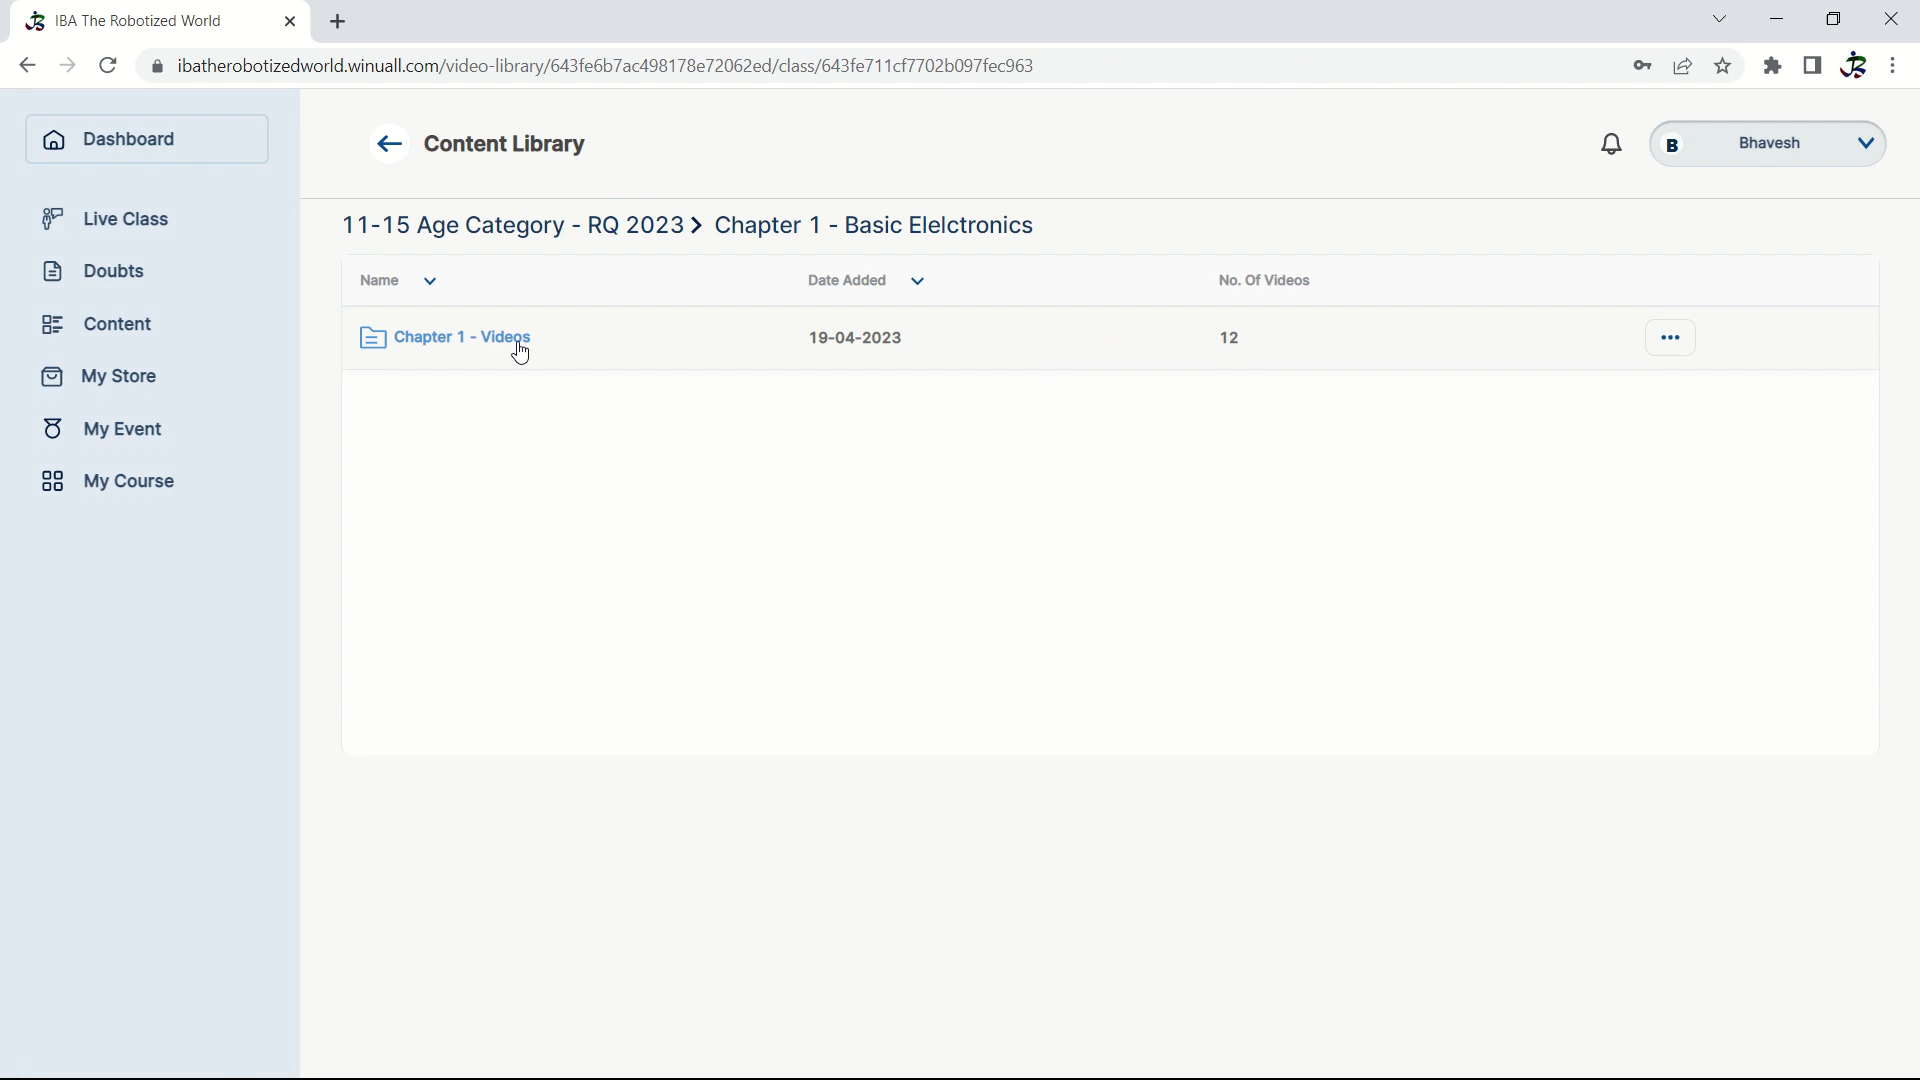 IBA The Robotized World
ibatherobotizedworld.winuall.com/video-library/643fe6b7ac498178e72062ed/class/643fe711cf7702b097fec963
Dashboard
Content Library
B Bhavesh
Live Class
11-15 Age Category - RQ 2023 > Chapter 1 - Basic Elelctronics
Doubts
Name Date Added No. Of Videos
Content
Chapter 1 - Videos 19-04-2023 12
My Store
My Event
My Course